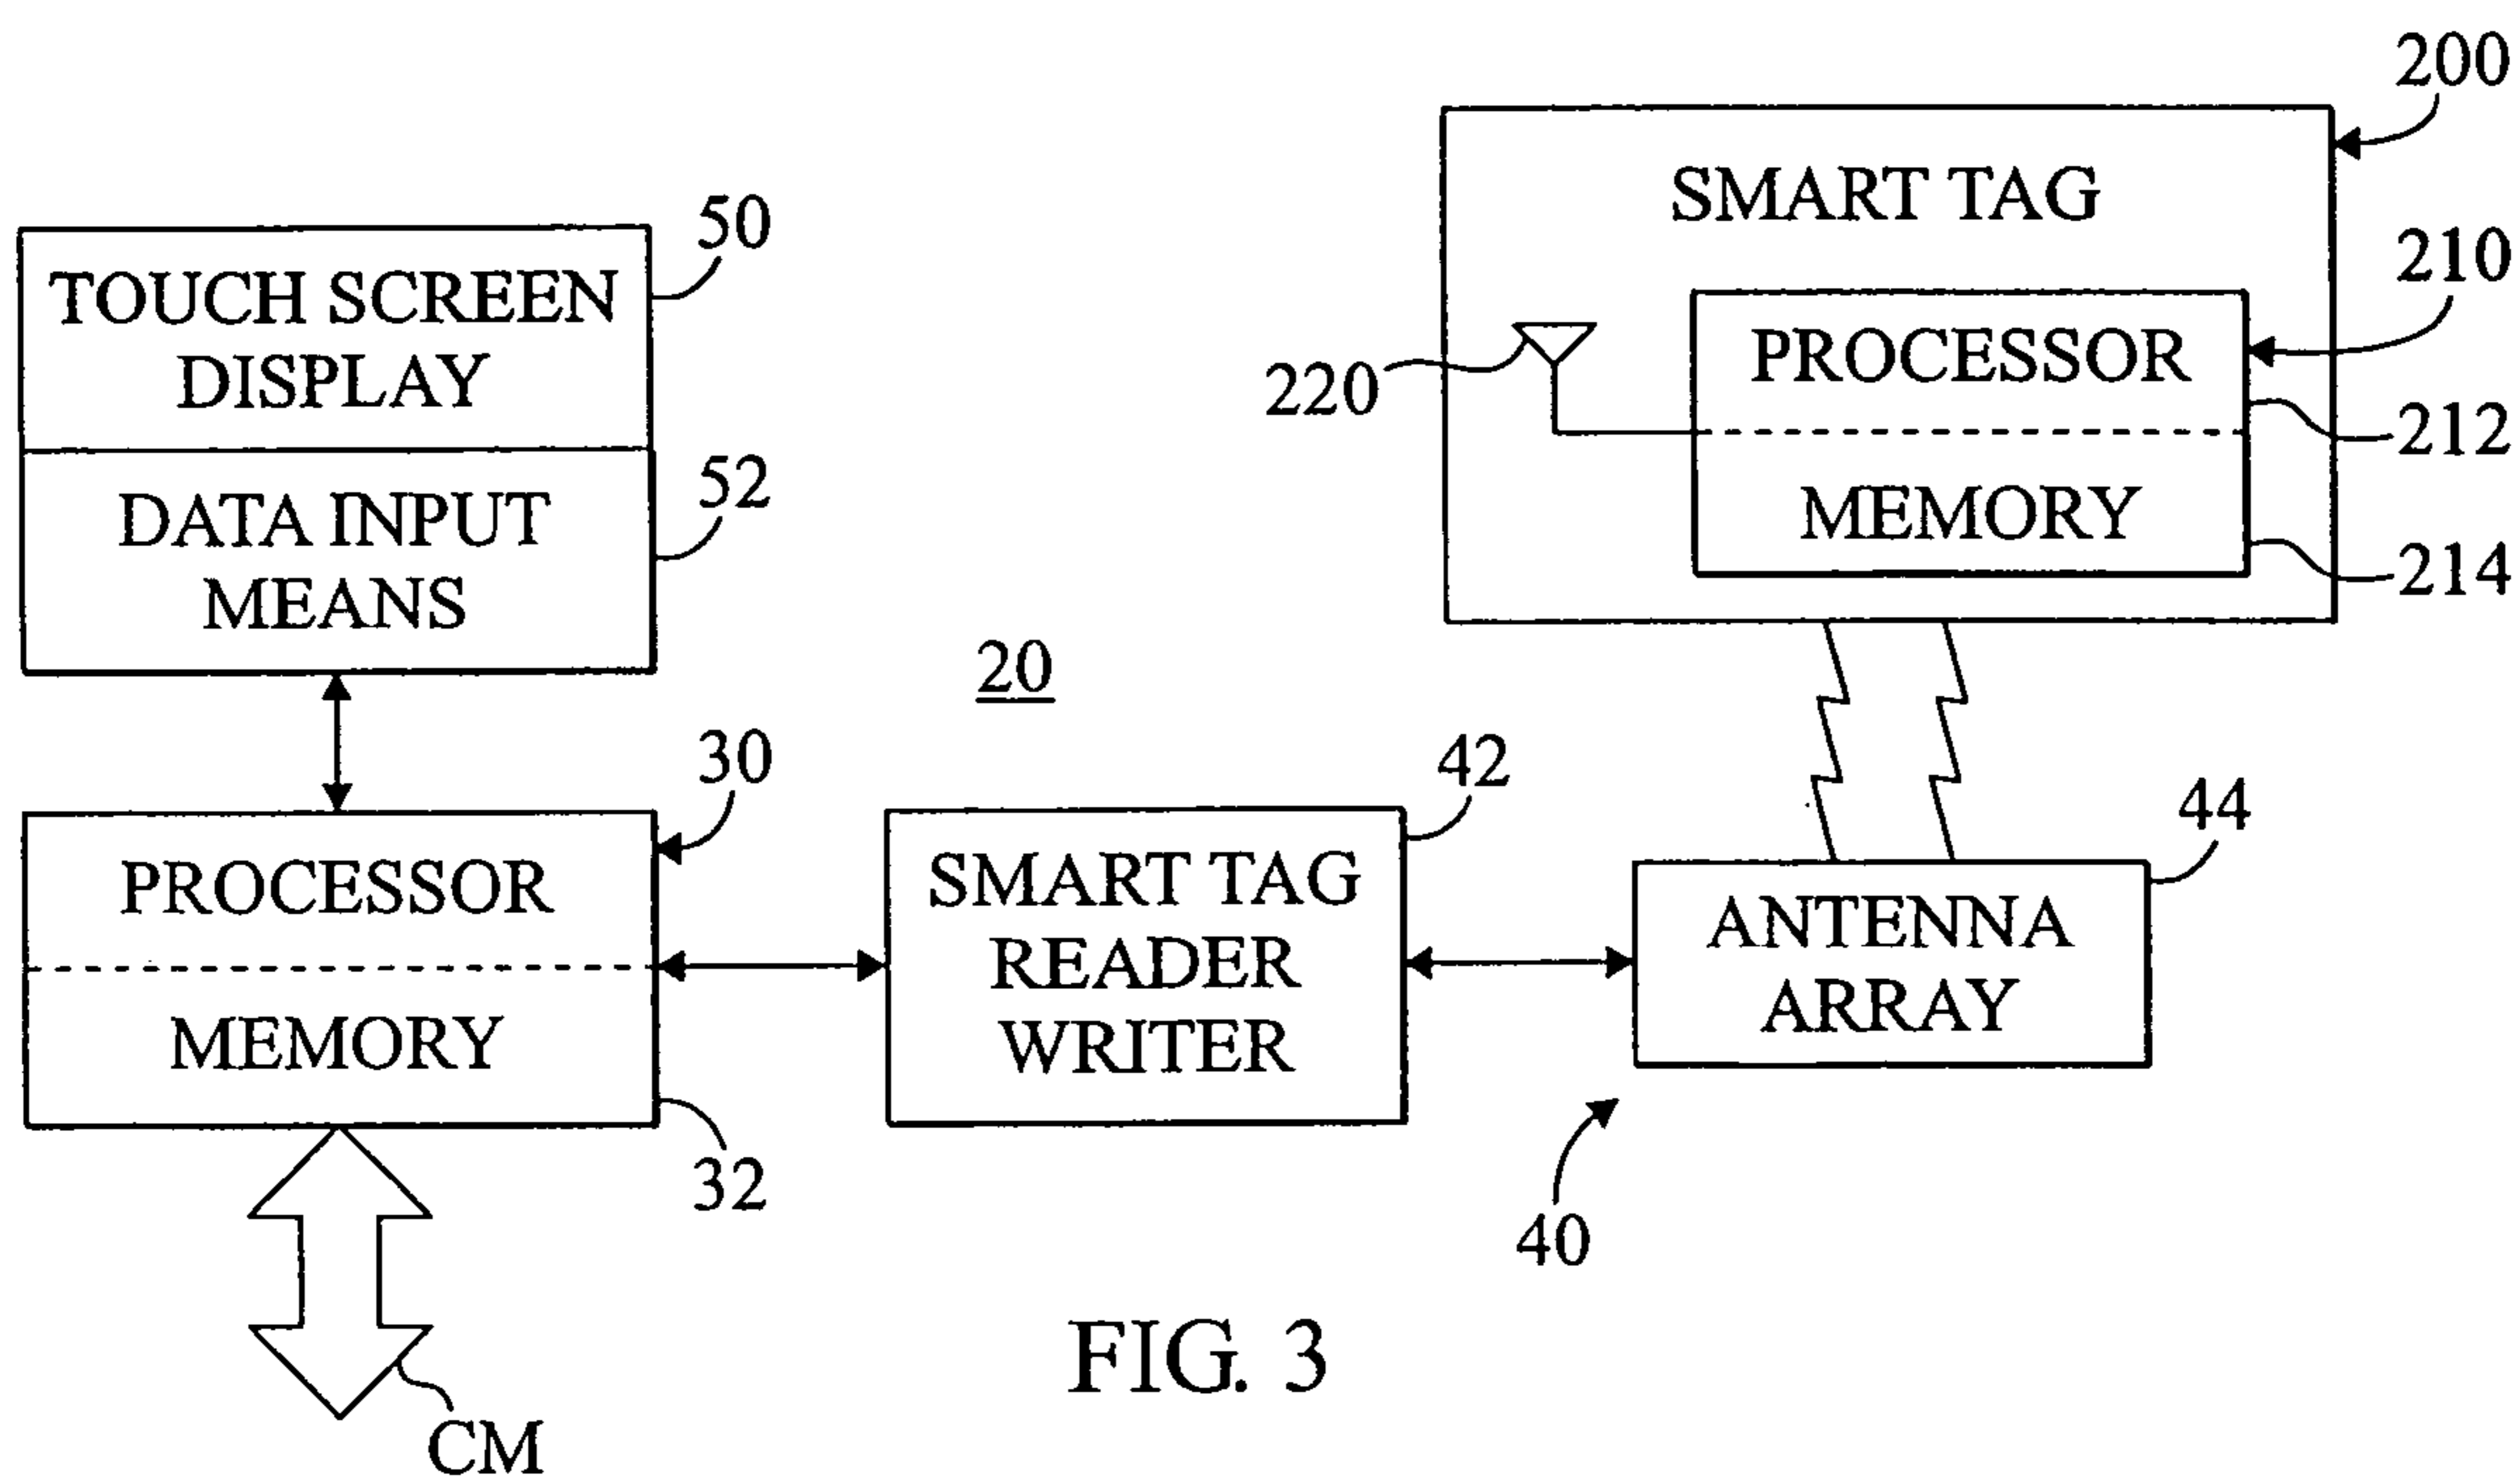 200
SMART TAG
50
210
TOUCH SCREEN
DISPLAY
PROCESSOR
220
212
52
DATA INPUT
MEANS
MEMORY
214
20
30
42
44
PROCESSOR
SMART TAG
READER
WRITER
ANTENNA
ARRAY
MEMORY
32
40
FIG. 3
CM